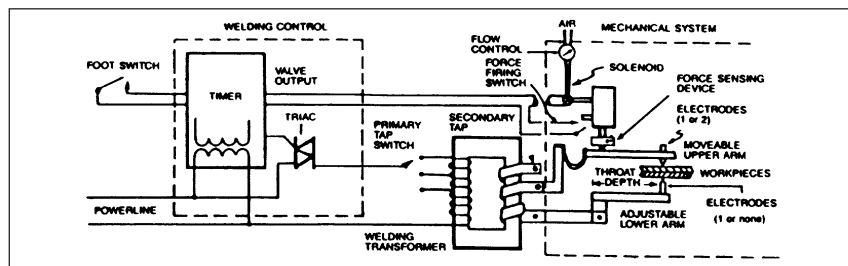 WELDING CONTROL
AIR
MECHANICAL SYSTEM
FLOW
CONTROL
FORCE
FIRING
SWITCH
SOLENOID
FORCE SENSING
DEVICE
FOOT SWITCH
VALVE
OUTPUT
TIMER
TRIAC
PRIMARY
TAP
SWITCH
SECONDARY
TAP
ELECTRODES
(1 or 2)
MOVEABLE
UPPER ARM
THROAT
DEPTH
WORKPIECES
POWERLINE
WELDING
TRANSFORMER
ADJUSTABLE
LOWER ARM
ELECTRODES
(1 or none)